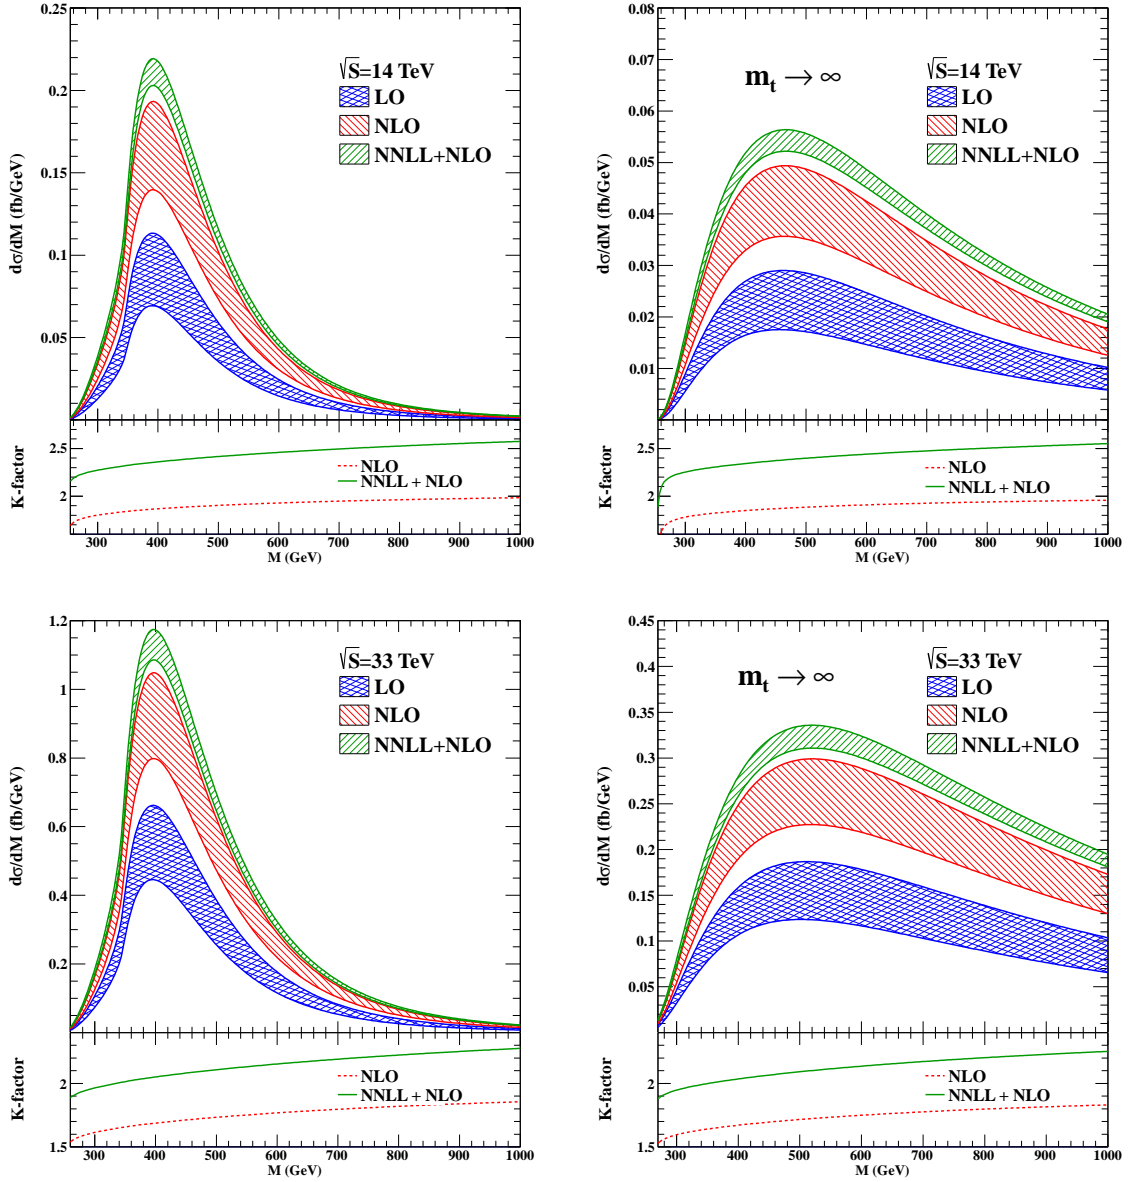 0.25
0.2
0.15
0.1
0.05
dσ/dM (fb/GeV)
√S=14 TeV
LO
NLO
NNLL+NLO
2.5
2
K-factor
NLO
NNLL + NLO
300 400 500 600 700 800 900 1000
M (GeV)
0.08
0.07
0.06
0.05
0.04
0.03
0.02
0.01
dσ/dM (fb/GeV)
m_t → ∞
√S=14 TeV
LO
NLO
NNLL+NLO
2.5
2
K-factor
NLO
NNLL + NLO
300 400 500 600 700 800 900 1000
M (GeV)
1.2
1
0.8
0.6
0.4
0.2
dσ/dM (fb/GeV)
√S=33 TeV
LO
NLO
NNLL+NLO
2
1.5
K-factor
NLO
NNLL + NLO
300 400 500 600 700 800 900 1000
M (GeV)
0.45
0.4
0.35
0.3
0.25
0.2
0.15
0.1
0.05
dσ/dM (fb/GeV)
m_t → ∞
√S=33 TeV
LO
NLO
NNLL+NLO
2
1.5
K-factor
NLO
NNLL + NLO
300 400 500 600 700 800 900 1000
M (GeV)